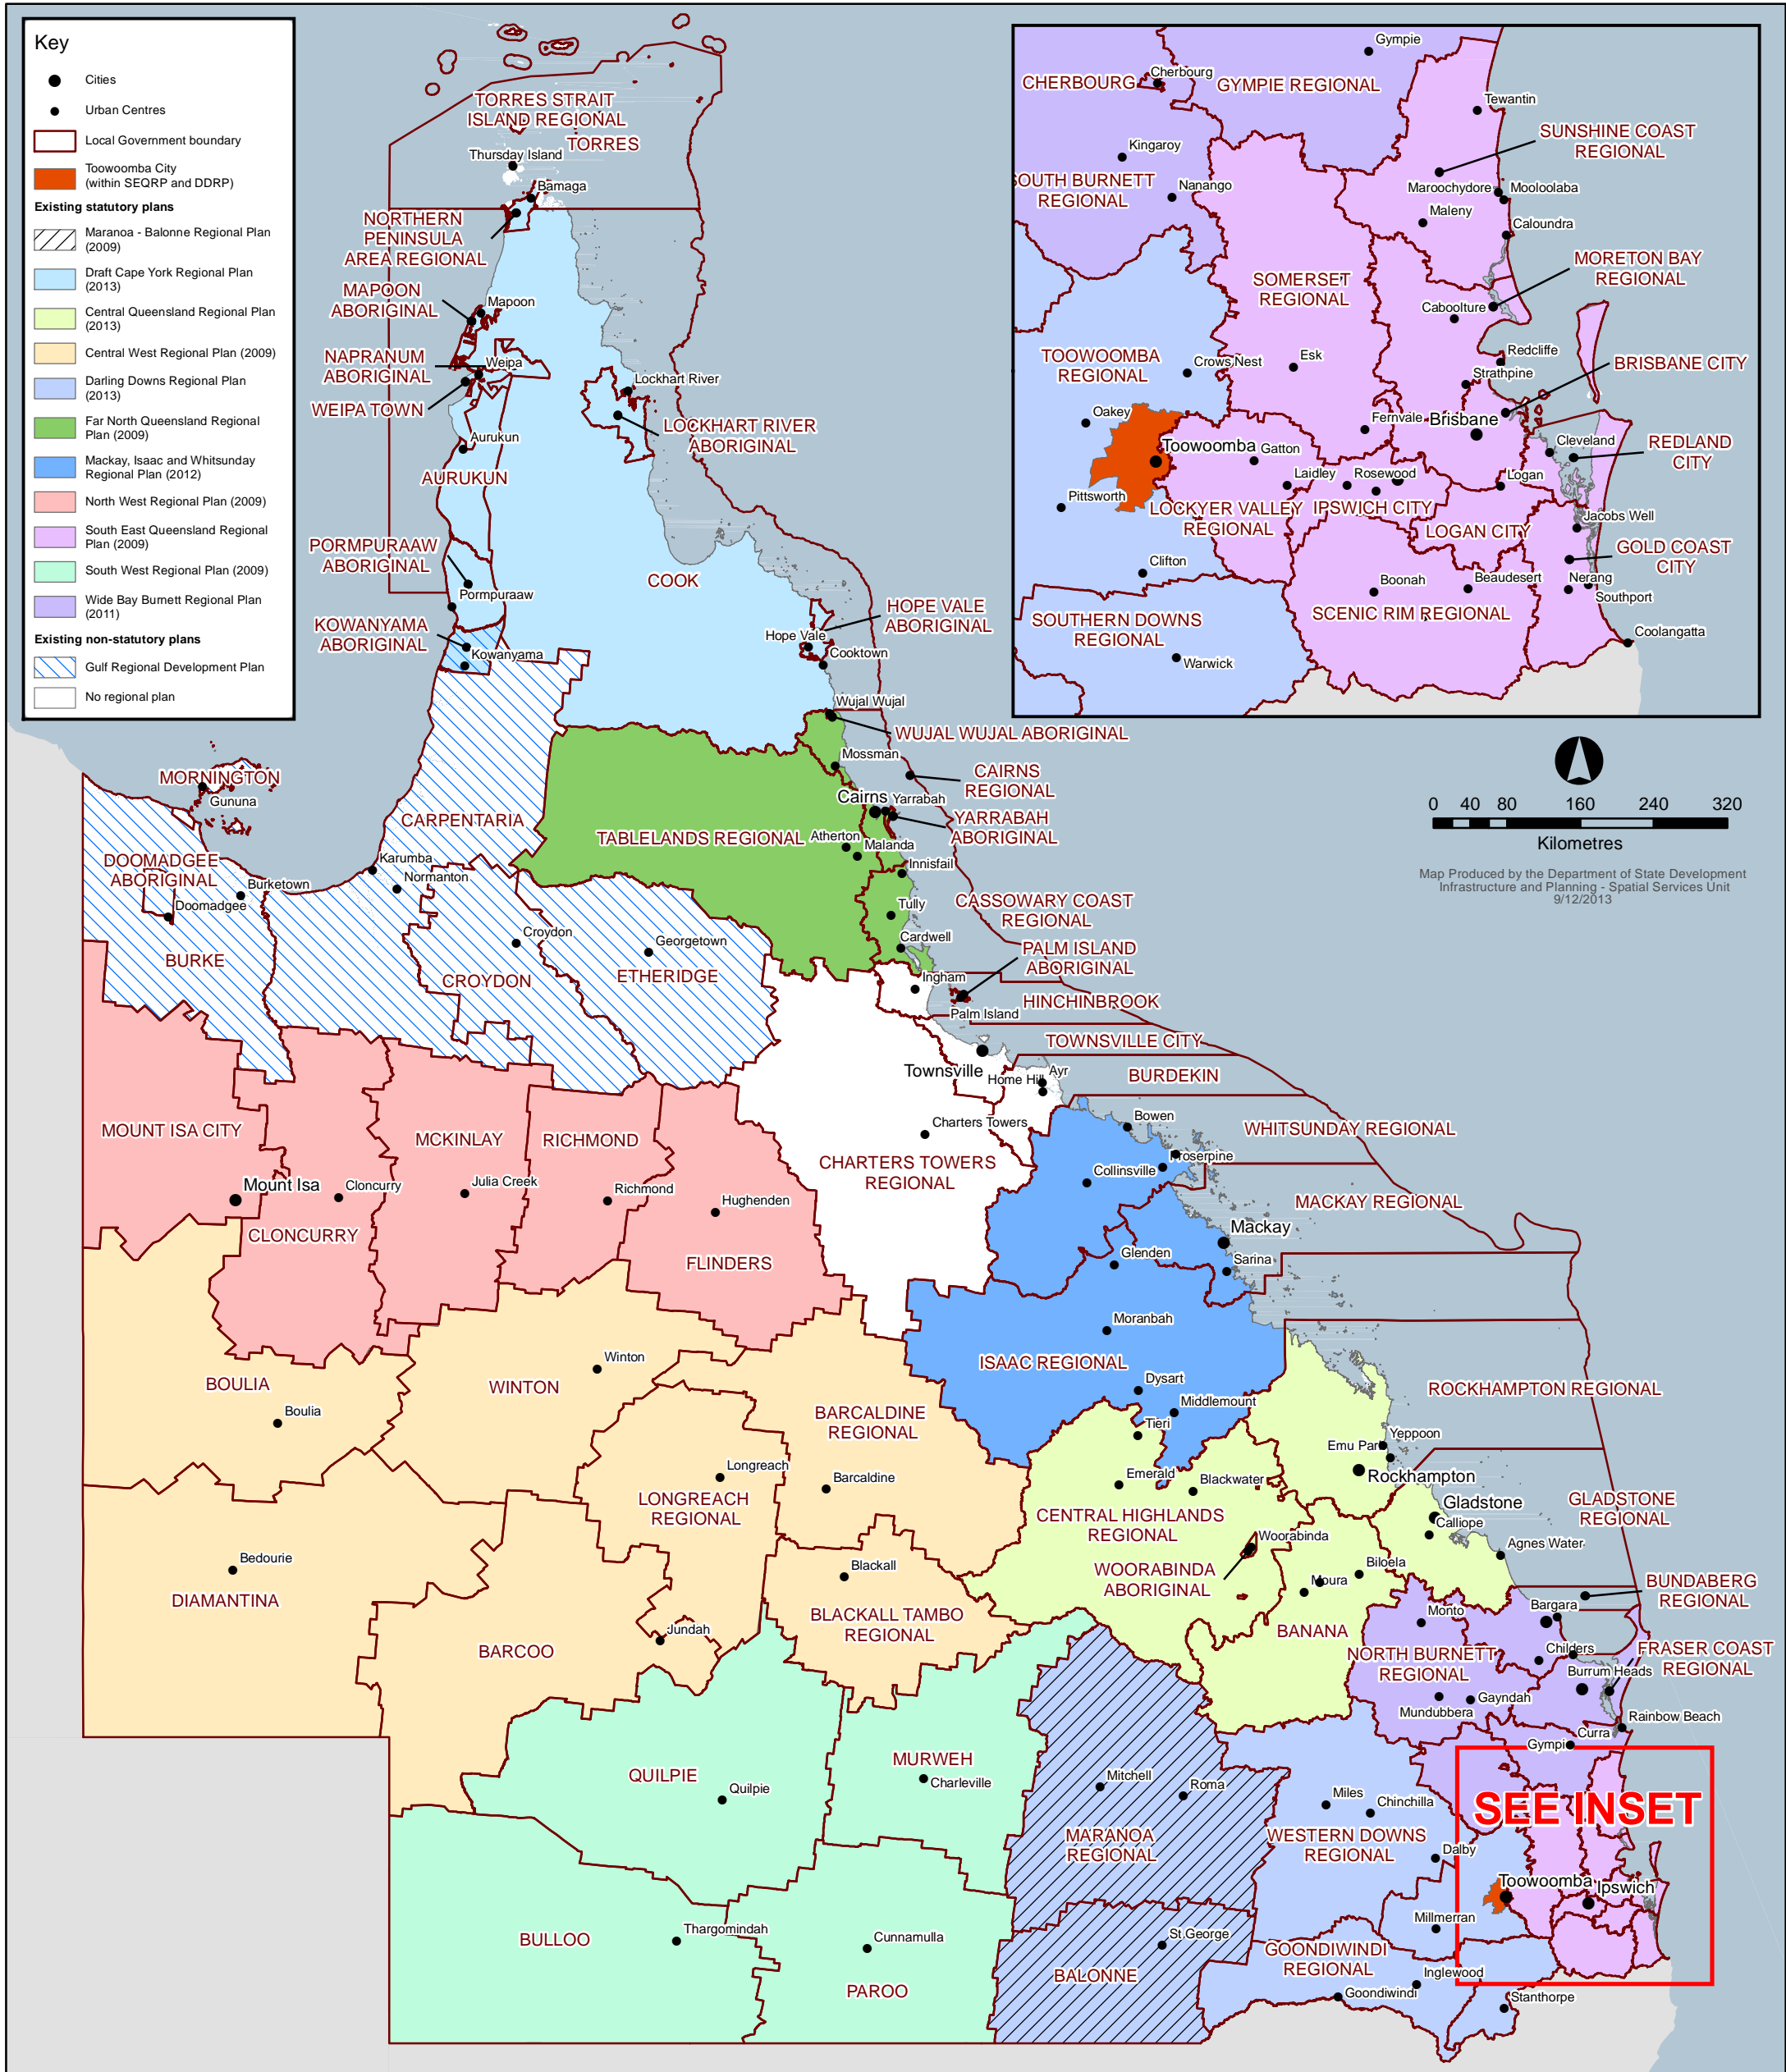 Key
Cities
Urban Centres
Local Government boundary
Toowoomba City
(within SEQRP and DDRP)
Existing statutory plans
Maranoa - Balonne Regional Plan
(2009)
Draft Cape York Regional Plan
(2013)
Central Queensland Regional Plan
(2013)
Central West Regional Plan (2009)
Darling Downs Regional Plan
(2013)
Far North Queensland Regional
Plan (2009)
Mackay, Isaac and Whitsunday
Regional Plan (2012)
North West Regional Plan (2009)
South East Queensland Regional
Plan (2009)
South West Regional Plan (2009)
Wide Bay Burnett Regional Plan
(2011)
Existing non-statutory plans
Gulf Regional Development Plan
No regional plan
TORRES STRAIT
ISLAND REGIONAL
TORRES
Thursday Island
Bamaga
NORTHERN
PENINSULA
AREA REGIONAL
MAPOON
ABORIGINAL
Mapoon
NAPRANUM
ABORIGINAL
Weipa
WEIPA TOWN
Lockhart River
LOCKHART RIVER
ABORIGINAL
Aurukun
AURUKUN
PORMPURAAW
ABORIGINAL
Pormpuraaw
COOK
KOWANYAMA
ABORIGINAL
Kowanyama
HOPE VALE
ABORIGINAL
Hope Vale
Cooktown
Wujal Wujal
WUJAL WUJAL ABORIGINAL
Mossman
CAIRNS
REGIONAL
Cairns
Yarrabah
YARRABAH
ABORIGINAL
TABLELANDS REGIONAL
Atherton
Malanda
Innisfail
Tully
CASSOWARY COAST
REGIONAL
Cardwell
PALM ISLAND
ABORIGINAL
Ingham
Palm Island
HINCHINBROOK
TOWNSVILLE CITY
Townsville
Home Hill
Ayr
BURDEKIN
MORNINGTON
Gununa
CARPENTARIA
DOOMADGEE
ABORIGINAL
Burketown
Doomadgee
Karumba
Normanton
BURKE
Croydon
CROYDON
Georgetown
ETHERIDGE
MOUNT ISA CITY
Mount Isa
Cloncurry
CLONCURRY
MCKINLAY
Julia Creek
RICHMOND
Richmond
Hughenden
FLINDERS
Charters Towers
CHARTERS TOWERS
REGIONAL
Bowen
WHITSUNDAY REGIONAL
Proserpine
Collinsville
MACKAY REGIONAL
Mackay
Glenden
Sarina
Moranbah
ISAAC REGIONAL
Dysart
Middlemount
Tieri
ROCKHAMPTON REGIONAL
Yeppoon
Emu Par
Rockhampton
Gladstone
Calliope
GLADSTONE
REGIONAL
Agnes Water
Emerald
Blackwater
CENTRAL HIGHLANDS
REGIONAL
Woorabinda
WOORABINDA
ABORIGINAL
Moura
Biloela
BANANA
BOULIA
Boulia
Winton
WINTON
BARCALDINE
REGIONAL
Longreach
LONGREACH
REGIONAL
Barcaldine
Bedourie
DIAMANTINA
Blackall
BLACKALL TAMBO
REGIONAL
BARCOO
Jundah
BUNDABERG
REGIONAL
Monto
Bargara
NORTH BURNETT
REGIONAL
Childers
FRASER COAST
REGIONAL
Burrum Heads
Mundubbera
Gayndah
Rainbow Beach
Curra
Gympi
QUILPIE
Quilpie
MURWEH
Charleville
Mitchell
Roma
MARANOA
REGIONAL
Miles
Chinchilla
WESTERN DOWNS
REGIONAL
Dalby
SEE INSET
Toowoomba
Ipswich
BULLOO
Thargomindah
Cunnamulla
PAROO
St.George
BALONNE
Millmerran
GOONDIWINDI
REGIONAL
Inglewood
Goondiwindi
Stanthorpe
CHERBOURG
Cherbourg
Gympie
GYMPIE REGIONAL
Tewantin
SUNSHINE COAST
REGIONAL
Kingaroy
SOUTH BURNETT
REGIONAL
Nanango
Maroochydore
Mooloolaba
Maleny
Caloundra
MORETON BAY
REGIONAL
SOMERSET
REGIONAL
Caboolture
TOOWOOMBA
REGIONAL
Crows Nest
Esk
Redcliffe
Strathpine
BRISBANE CITY
Oakey
Fernvale
Brisbane
Toowoomba
Gatton
Cleveland
REDLAND
CITY
Laidley
Rosewood
Logan
Pittsworth
LOCKYER VALLEY
REGIONAL
IPSWICH CITY
LOGAN CITY
Jacobs Well
GOLD COAST
CITY
Clifton
Boonah
Beaudesert
Nerang
Southport
SCENIC RIM REGIONAL
SOUTHERN DOWNS
REGIONAL
Warwick
Coolangatta
0 40 80 160 240 320
Kilometres
Map Produced by the Department of State Development
Infrastructure and Planning - Spatial Services Unit
9/12/2013